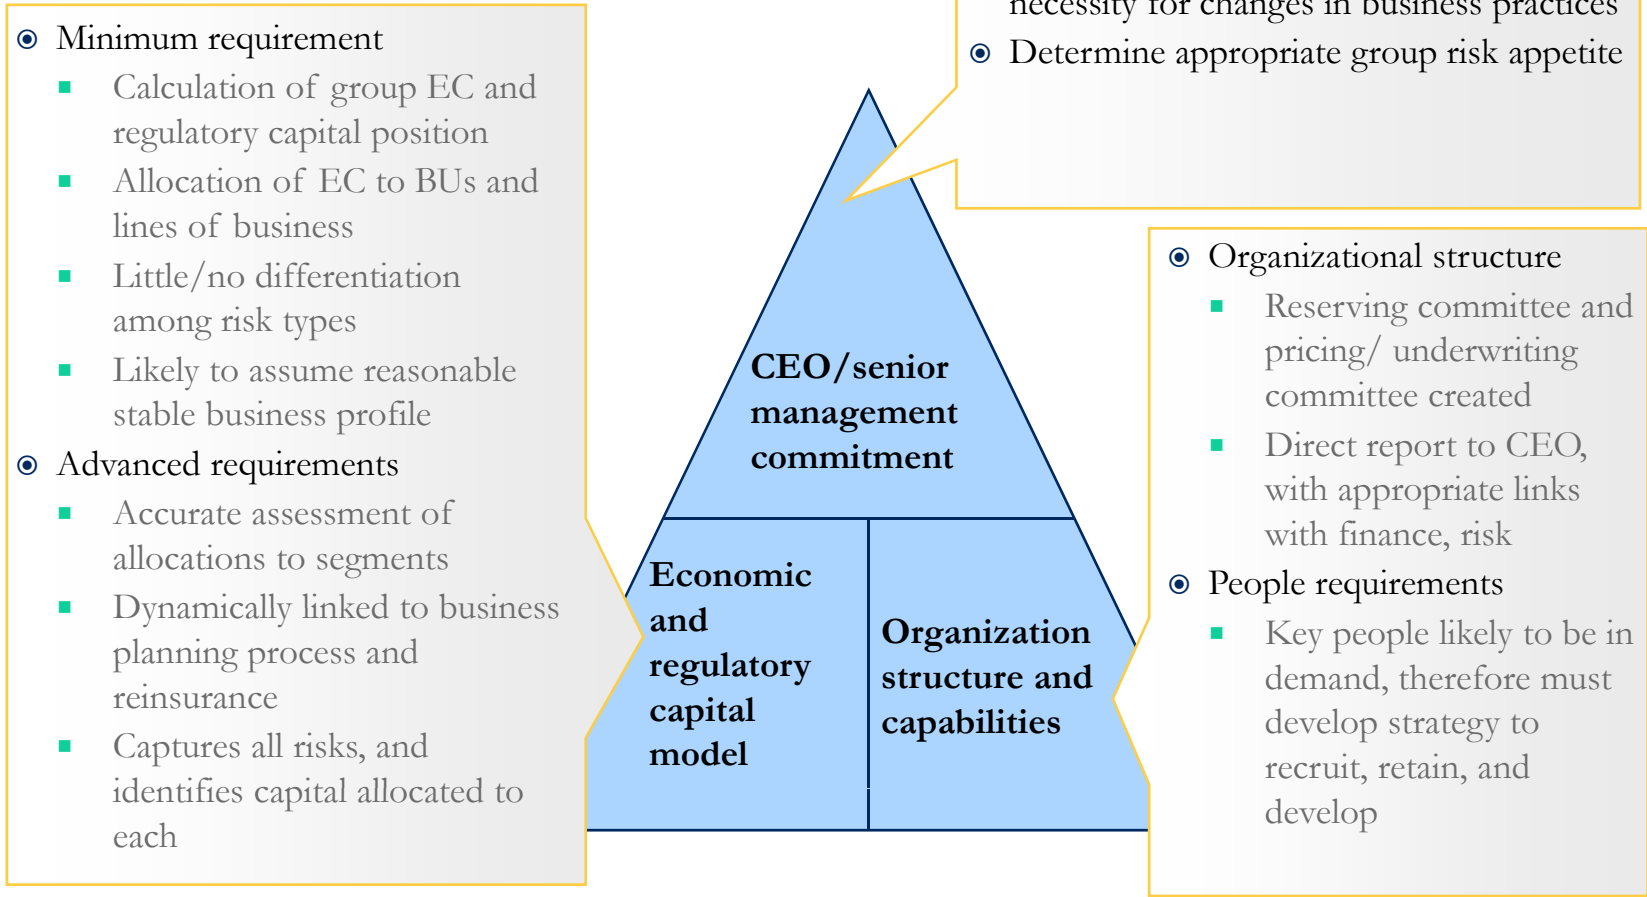 necessity for changes in business practices
Determine appropriate group risk appetite
Minimum requirement
Calculation of group EC and
regulatory capital position
Allocation of EC to BUs and
lines of business
Little/no differentiation
among risk types
Likely to assume reasonable
stable business profile
Advanced requirements
Accurate assessment of
allocations to segments
Dynamically linked to business
planning process and
reinsurance
Captures all risks, and
identifies capital allocated to
each
CEO/senior
management
commitment
Economic
and
regulatory
capital
model
Organization
structure and
capabilities
Organizational structure
Reserving committee and
pricing/ underwriting
committee created
Direct report to CEO,
with appropriate links
with finance, risk
People requirements
Key people likely to be in
demand, therefore must
develop strategy to
recruit, retain, and
develop